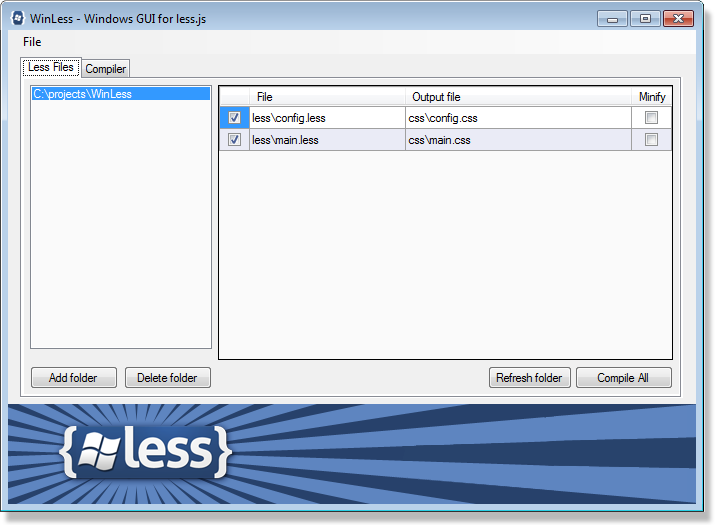 WinLess - Windows GUI for less.js
File
Less Files Compiler
C:\projects\WinLess
File Output file Minify
less\config.less css\config.css
less\main.less css\main.css
Add folder Delete folder Refresh folder Compile All
{less}